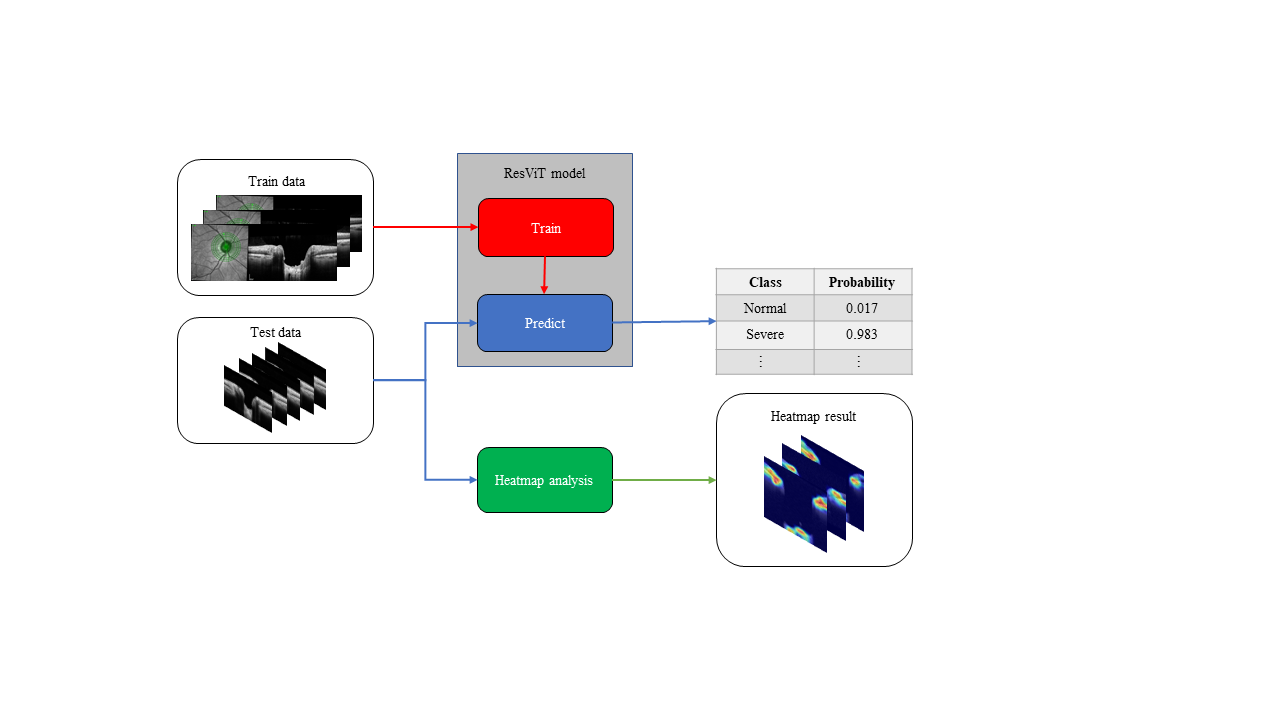 Train data
ResViT model
Train
Predict
Test data
Class Probability
Normal 0.017
Severe 0.983
⋮ ⋮
Heatmap analysis
Heatmap result